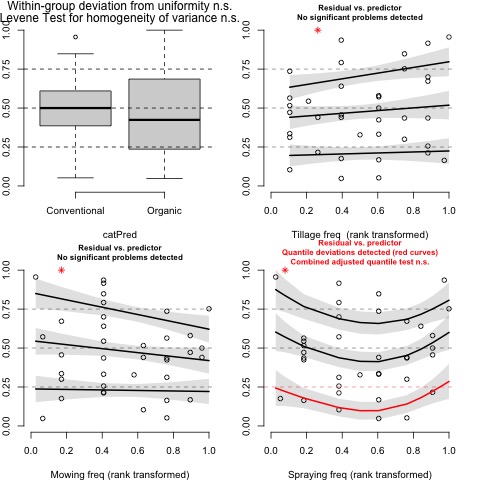 Within-group deviation from uniformity n.s.
Levene Test for homogeneity of variance n.s.
0.00 0.25 0.50 0.75 1.00
Conventional Organic
catPred
Residual vs. predictor
No significant problems detected
0.00 0.25 0.50 0.75 1.00
0.0 0.2 0.4 0.6 0.8 1.0
Tillage freq (rank transformed)
Residual vs. predictor
No significant problems detected
0.00 0.25 0.50 0.75 1.00
0.0 0.2 0.4 0.6 0.8 1.0
Mowing freq (rank transformed)
Residual vs. predictor
Quantile deviations detected (red curves)
Combined adjusted quantile test n.s.
0.00 0.25 0.50 0.75 1.00
0.0 0.2 0.4 0.6 0.8 1.0
Spraying freq (rank transformed)